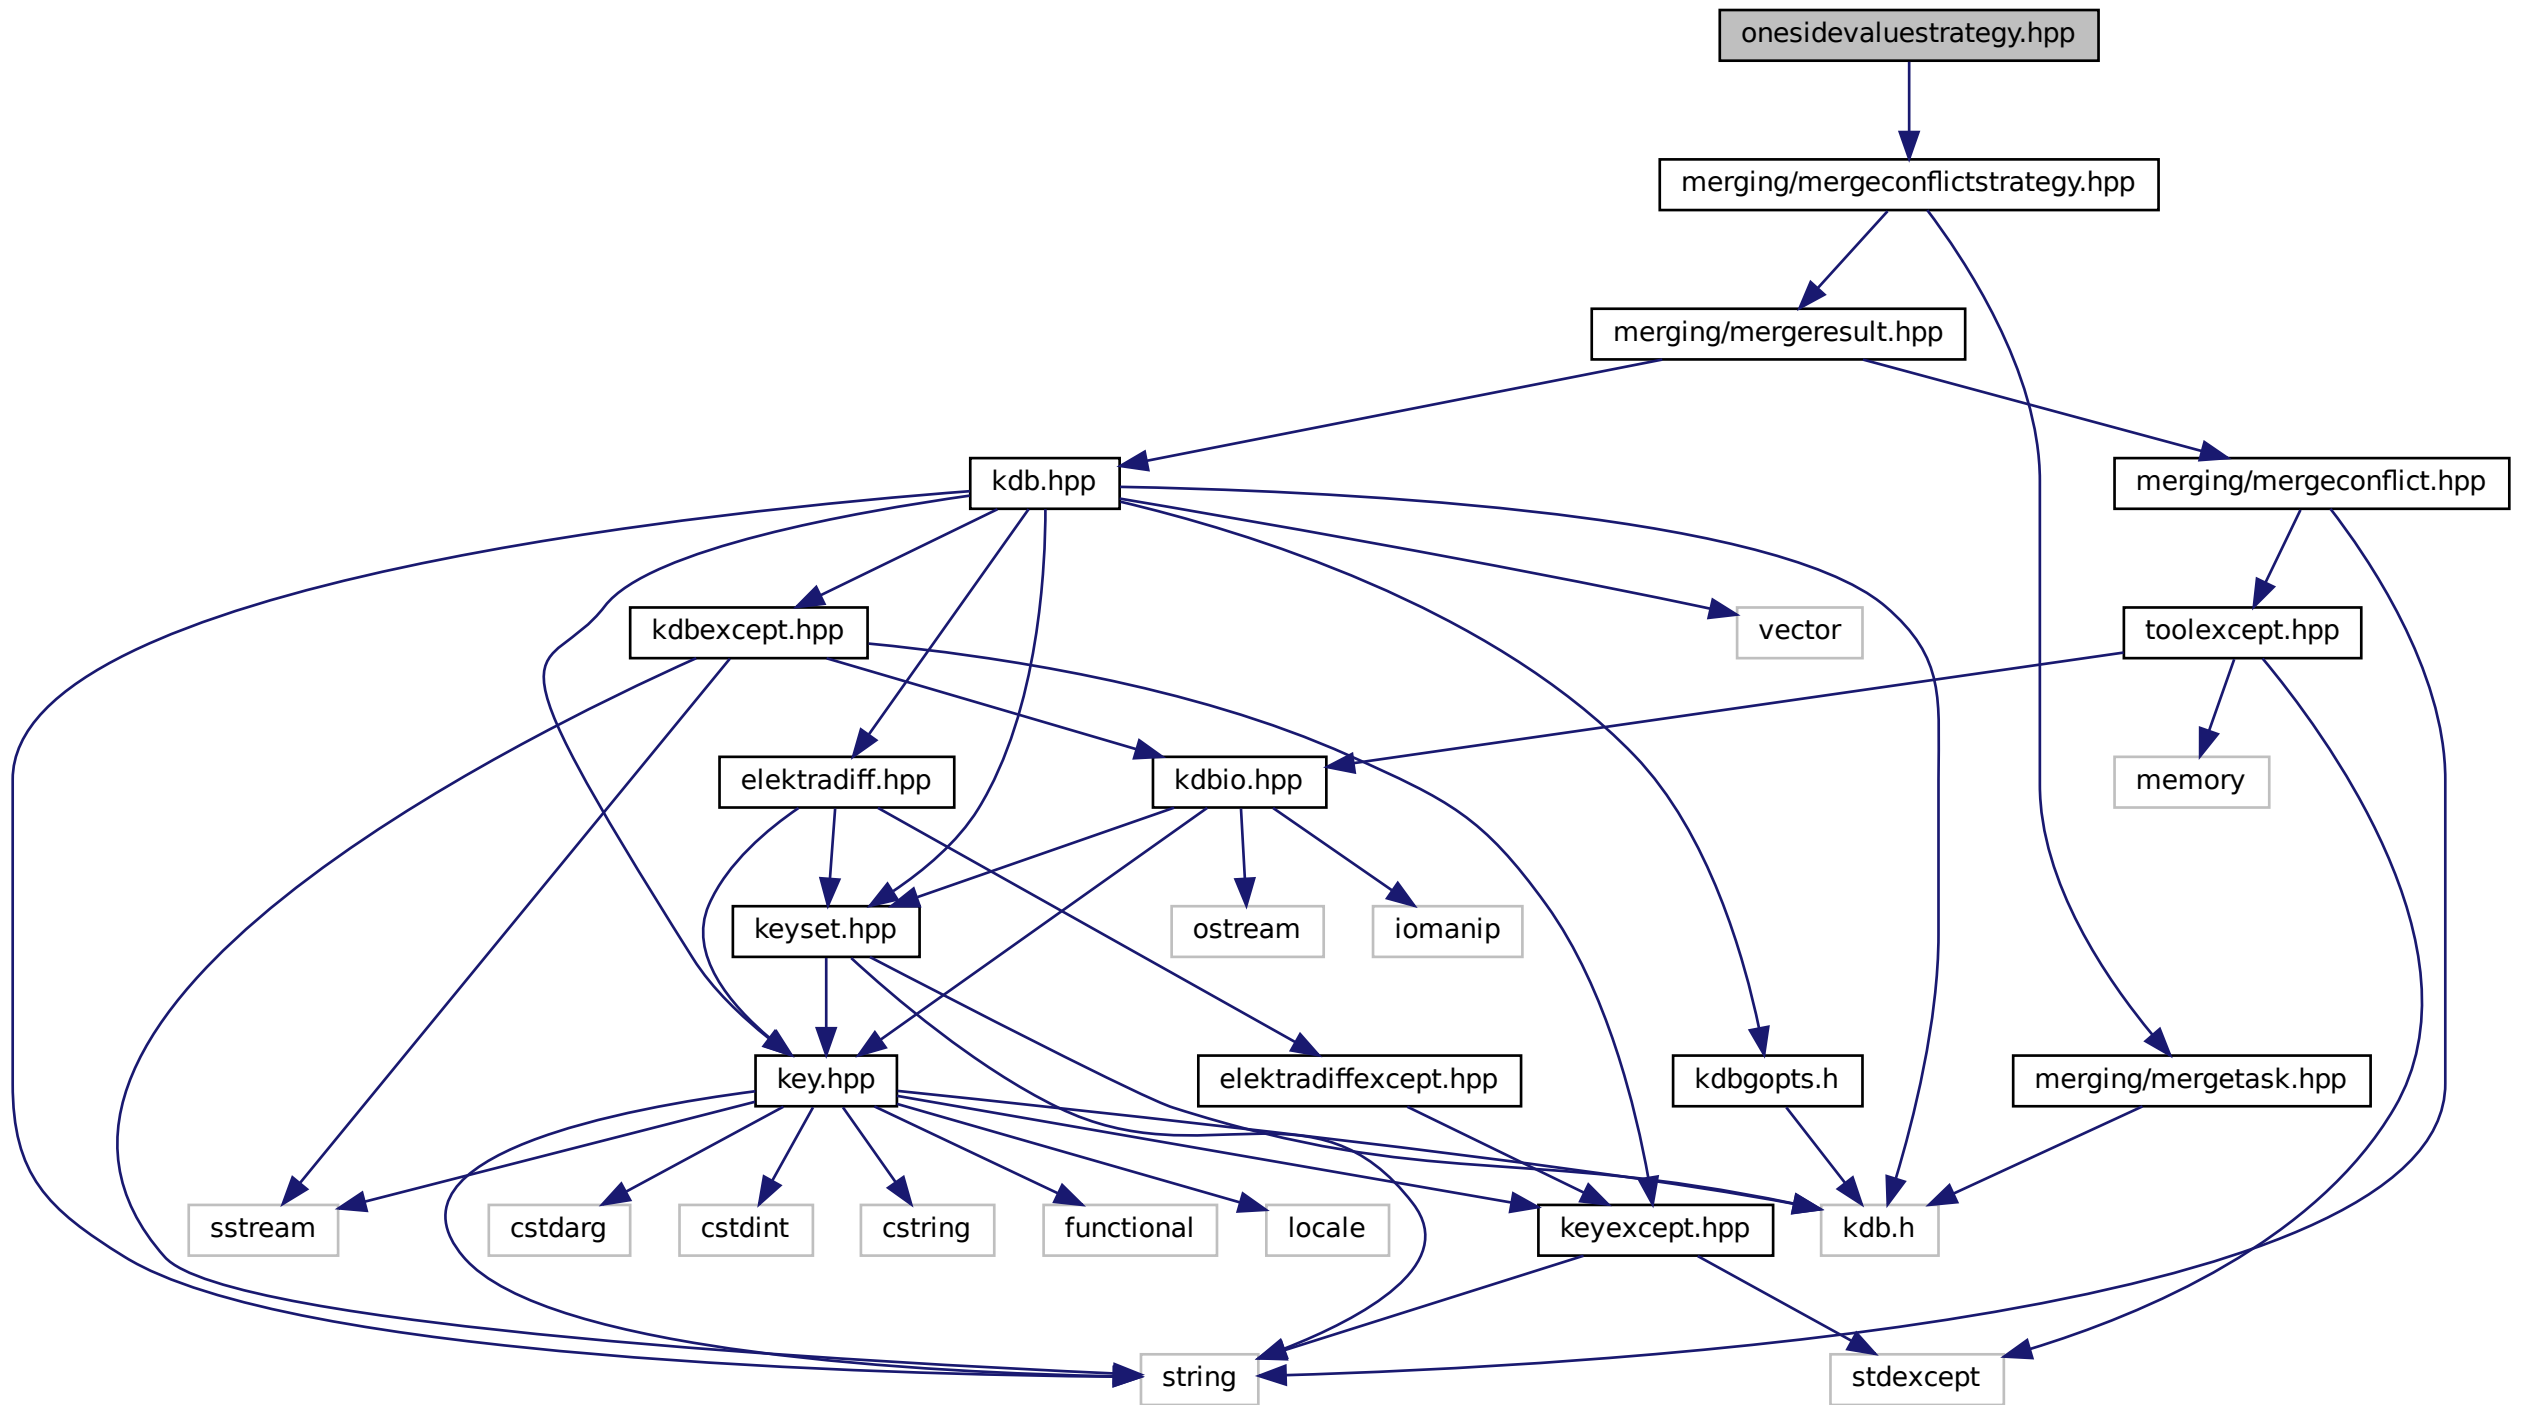 onesidevaluestrategy.hpp
merging/mergeconflictstrategy.hpp
merging/mergeresult.hpp
kdb.hpp
merging/mergeconflict.hpp
kdbexcept.hpp
vector
toolexcept.hpp
elektradiff.hpp
kdbio.hpp
memory
keyset.hpp
ostream
iomanip
key.hpp
elektradiffexcept.hpp
kdbgopts.h
merging/mergetask.hpp
sstream
cstdarg
cstdint
cstring
functional
locale
keyexcept.hpp
kdb.h
string
stdexcept